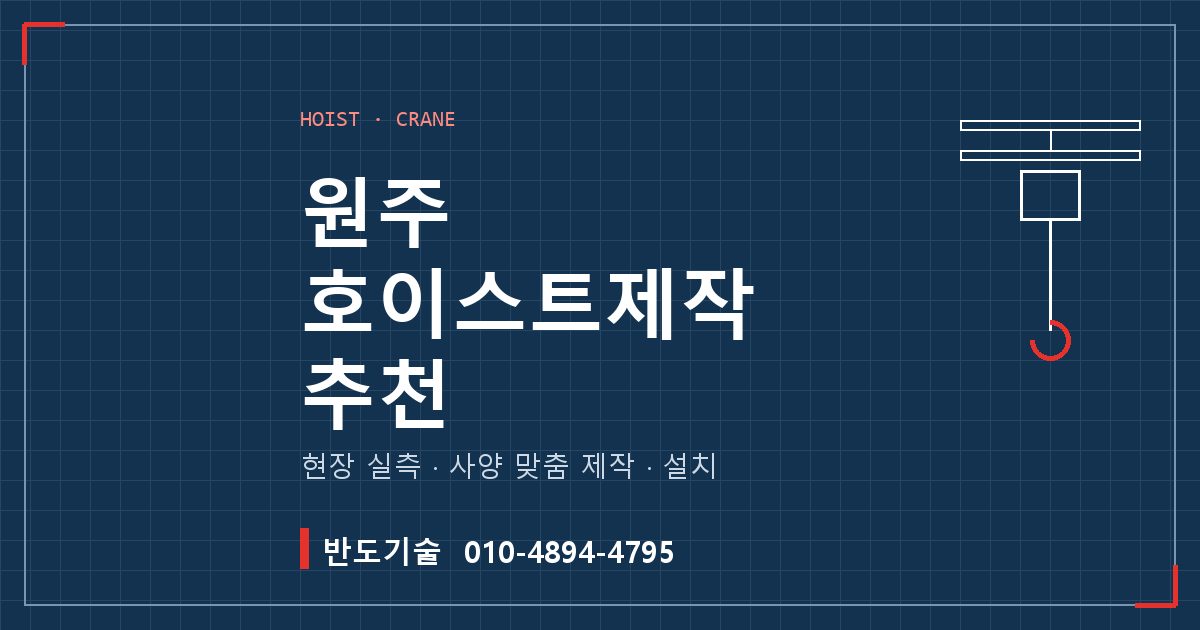 HOIST · CRANE
원주
호이스트제작
추천
현장 실측 · 사양 맞춤 제작 · 설치
반도기술 010-4894-4795